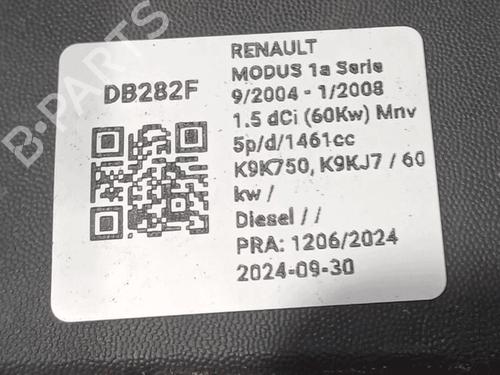 DB282F
RENAULT
MODUS 1a Serie
9/2004 - 1/2008
1.5 dCi (60Kw) Mnv
5p/d/1461cc
K9K750, K9KJ7 / 60
kw /
Diesel / /
PRA: 1206/2024
2024-09-30